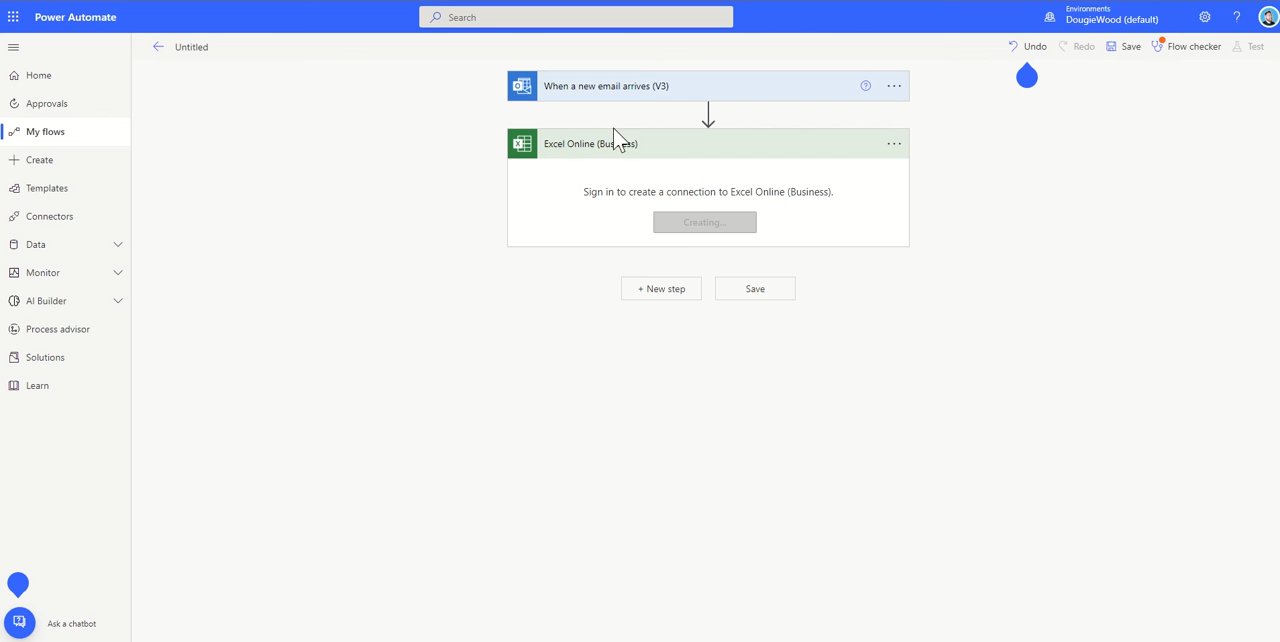 Power Automate
Search
Environments
DougieWood (default)
?
Untitled
Undo
Redo
Save
Flow checker
Test
Home
Approvals
My flows
Create
Templates
Connectors
Data
Monitor
AI Builder
Process advisor
Solutions
Learn
When a new email arrives (V3)
?
...
Excel Online (Business)
...
Sign in to create a connection to Excel Online (Business).
Creating...
+ New step
Save
Ask a chatbot